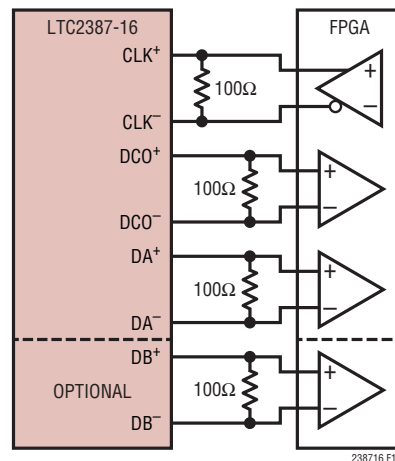 LTC2387-16
FPGA
CLK⁺
100Ω
CLK⁻
+
−
DCO⁺
100Ω
DCO⁻
+
−
DA⁺
100Ω
DA⁻
+
−
DB⁺
OPTIONAL
100Ω
DB⁻
+
−
238716 F1